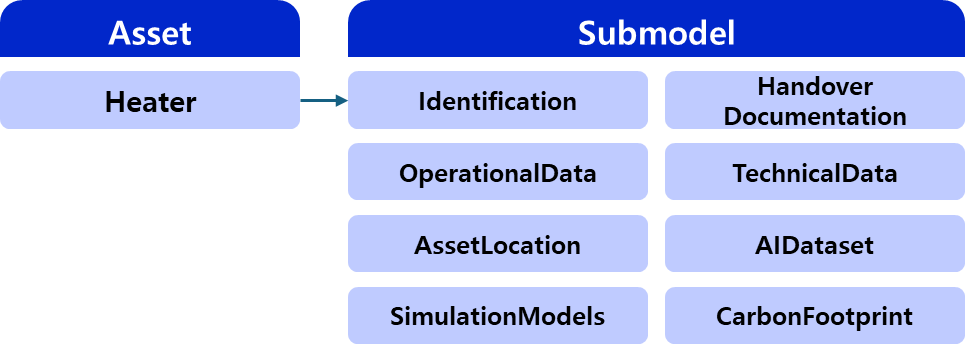 Asset
Submodel
Heater
Identification
Handover
Documentation
OperationalData
TechnicalData
AssetLocation
AIDataset
SimulationModels
CarbonFootprint